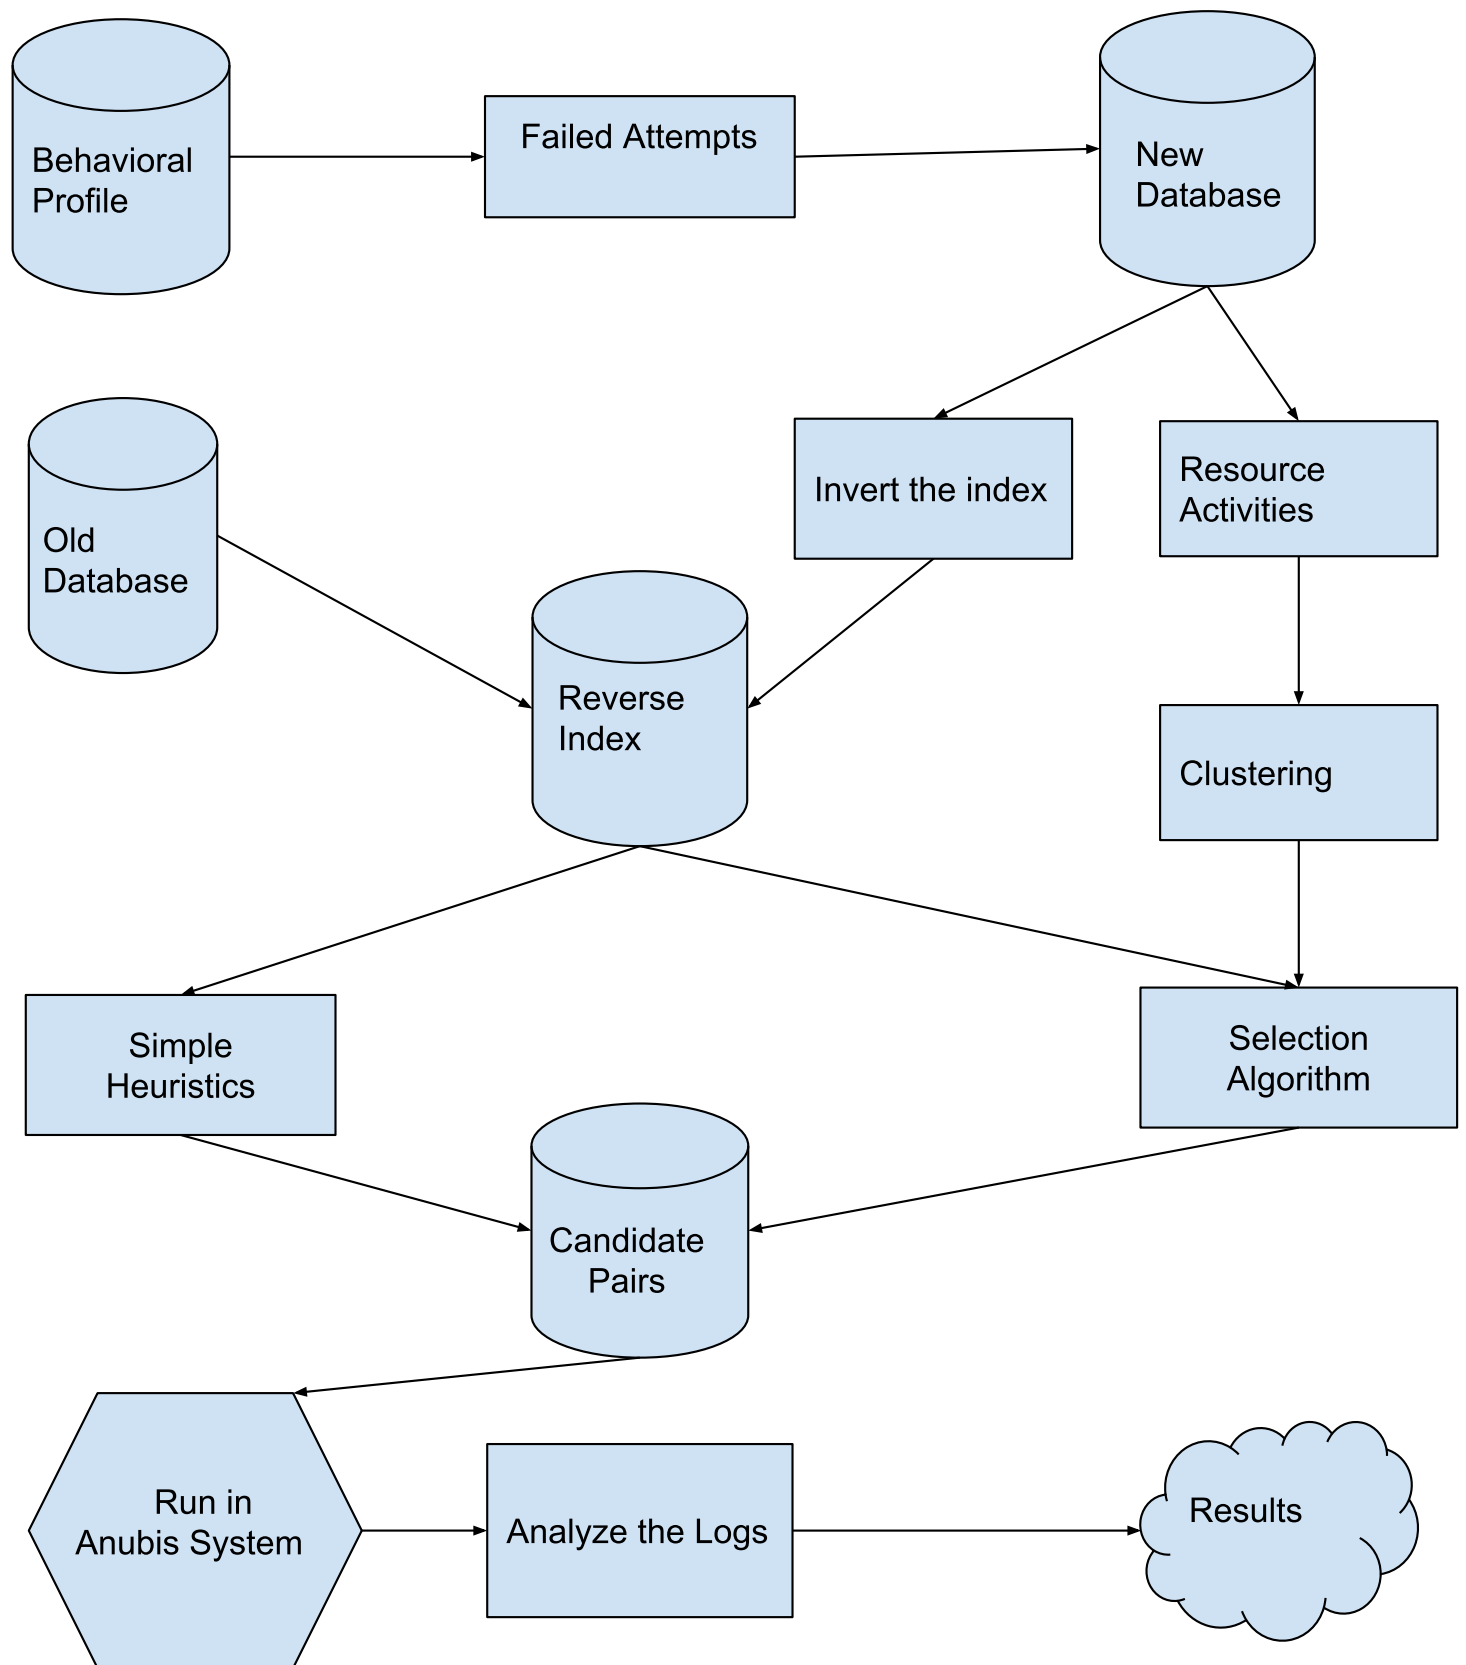 Behavioral
Profile
Failed Attempts
New
Database
Old
Database
Invert the index
Resource
Activities
Reverse
Index
Clustering
Simple
Heuristics
Selection
Algorithm
Candidate
Pairs
Run in
Anubis System
Analyze the Logs
Results